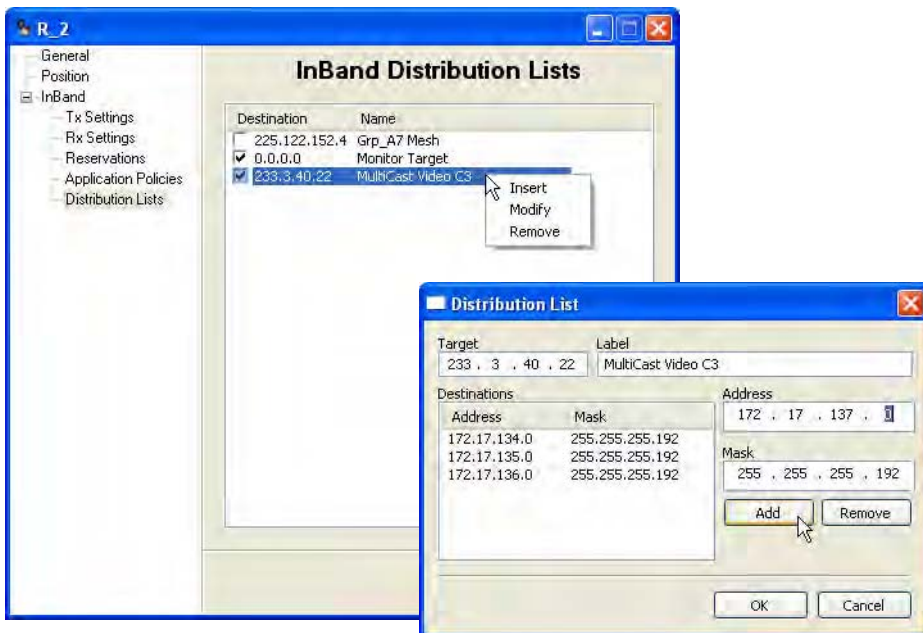 R_2
General
Position
InBand
Tx Settings
Rx Settings
Reservations
Application Policies
Distribution Lists
InBand Distribution Lists
Destination Name
225.122.152.4 Grp_A7 Mesh
0.0.0.0 Monitor Target
233.3.40.22 MultiCast Video C3
Insert
Modify
Remove
Distribution List
Target Label
233 . 3 . 40 . 22 MultiCast Video C3
Destinations
Address Mask
172.17.134.0 255.255.255.192
172.17.135.0 255.255.255.192
172.17.136.0 255.255.255.192
Address
172 . 17 . 137 . 0
Mask
255 . 255 . 255 . 192
Add Remove
OK Cancel